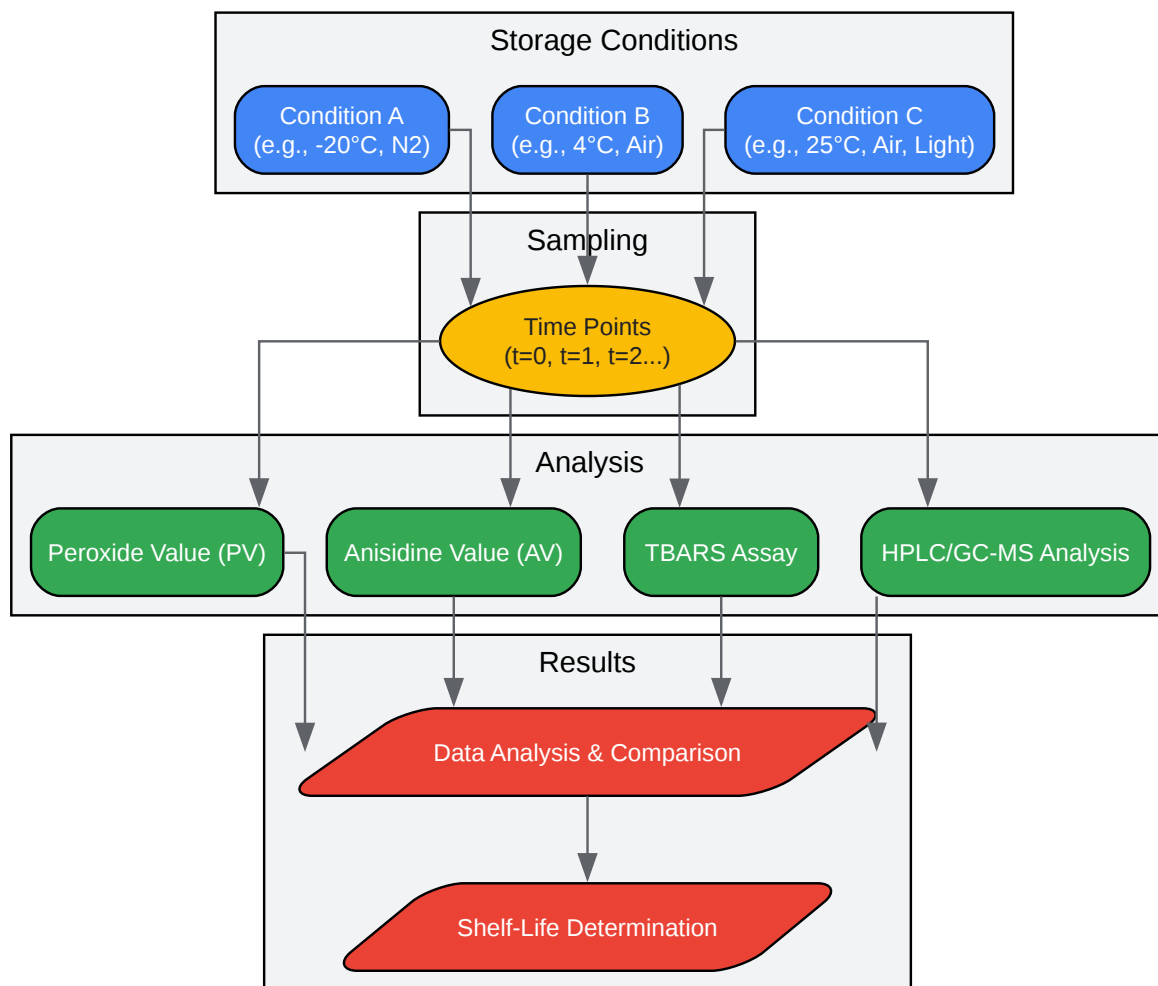 Storage Conditions
Condition A
(e.g., -20°C, N2)
Condition B
(e.g., 4°C, Air)
Condition C
(e.g., 25°C, Air, Light)
Sampling
Time Points
(t=0, t=1, t=2...)
Analysis
Peroxide Value (PV)
Anisidine Value (AV)
TBARS Assay
HPLC/GC-MS Analysis
Results
Data Analysis & Comparison
Shelf-Life Determination